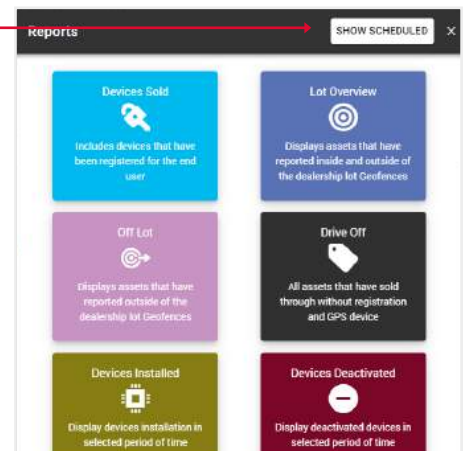 Reports
SHOW SCHEDULED
Devices Sold
Includes devices that have
been registered for the end
user
Lot Overview
Displays assets that have
reported inside and outside of
the dealership lot Geofences
Off Lot
Displays assets that have
reported outside of the
dealership lot Geofences
Drive Off
All assets that have sold
through without registration
and GPS device
Devices Installed
Display devices installation in
selected period of time
Devices Deactivated
Display deactivated devices in
selected period of time